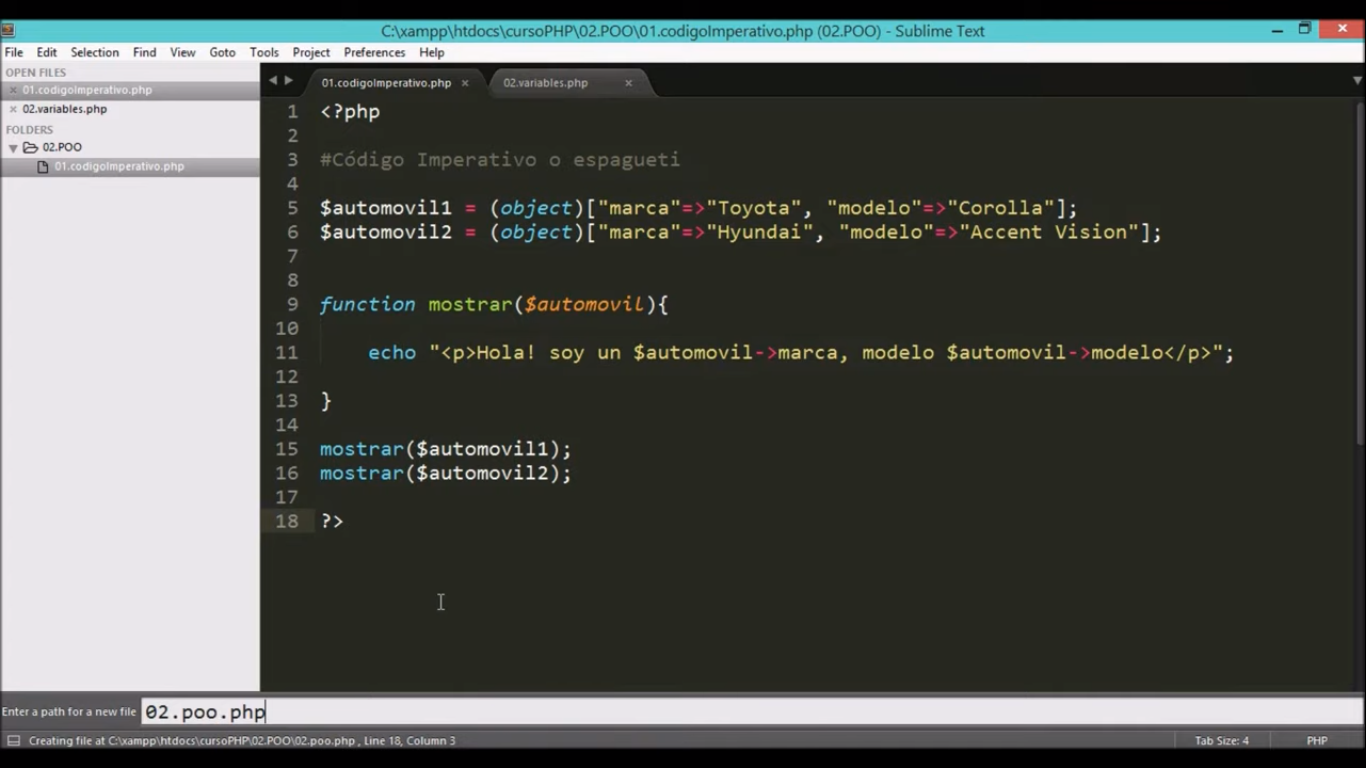 C:\xampp\htdocs\cursoPHP\02.POO\01.codigoImperativo.php (02.POO) - Sublime Text
File Edit Selection Find View Goto Tools Project Preferences Help
OPEN FILES
01.codigoImperativo.php
02.variables.php
FOLDERS
02.POO
01.codigoImperativo.php
01.codigoImperativo.php 02.variables.php
1 <?php
2
3 #Código Imperativo o espagueti
4
5 $automovil1 = (object)["marca"=>"Toyota", "modelo"=>"Corolla"];
6 $automovil2 = (object)["marca"=>"Hyundai", "modelo"=>"Accent Vision"];
7
8
9 function mostrar($automovil){
10
11 echo "<p>Hola! soy un $automovil->marca, modelo $automovil->modelo</p>";
12
13 }
14
15 mostrar($automovil1);
16 mostrar($automovil2);
17
18 ?>
Enter a path for a new file 02.poo.php
Creating file at C:\xampp\htdocs\cursoPHP\02.POO\02.poo.php , Line 18, Column 3 Tab Size: 4 PHP